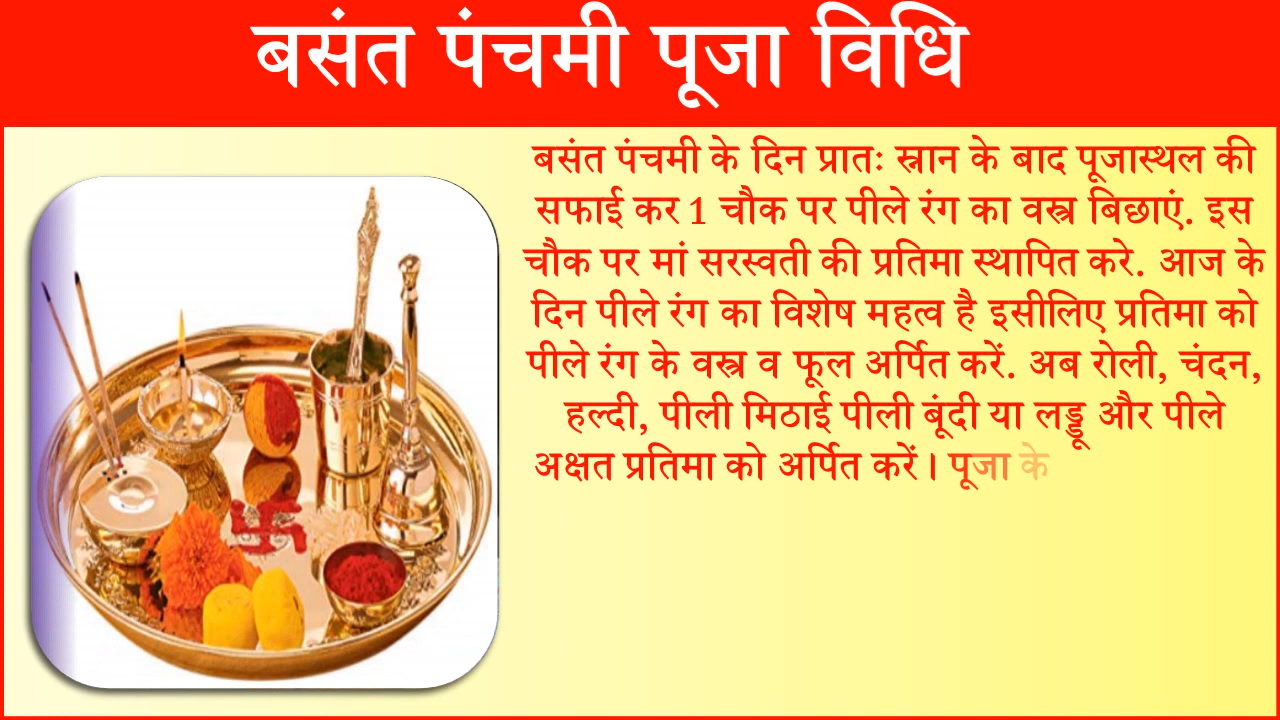 बसंत पंचमी पूजा विधि
बसंत पंचमी के दिन प्रातः स्नान के बाद पूजास्थल की
सफाई कर 1 चौक पर पीले रंग का वस्त्र बिछाएं. इस
चौक पर मां सरस्वती की प्रतिमा स्थापित करे. आज के
दिन पीले रंग का विशेष महत्व है इसीलिए प्रतिमा को
पीले रंग के वस्त्र व फूल अर्पित करें. अब रोली, चंदन,
हल्दी, पीली मिठाई पीली बूंदी या लड्डू और पीले
अक्षत प्रतिमा को अर्पित करें । पूजा के